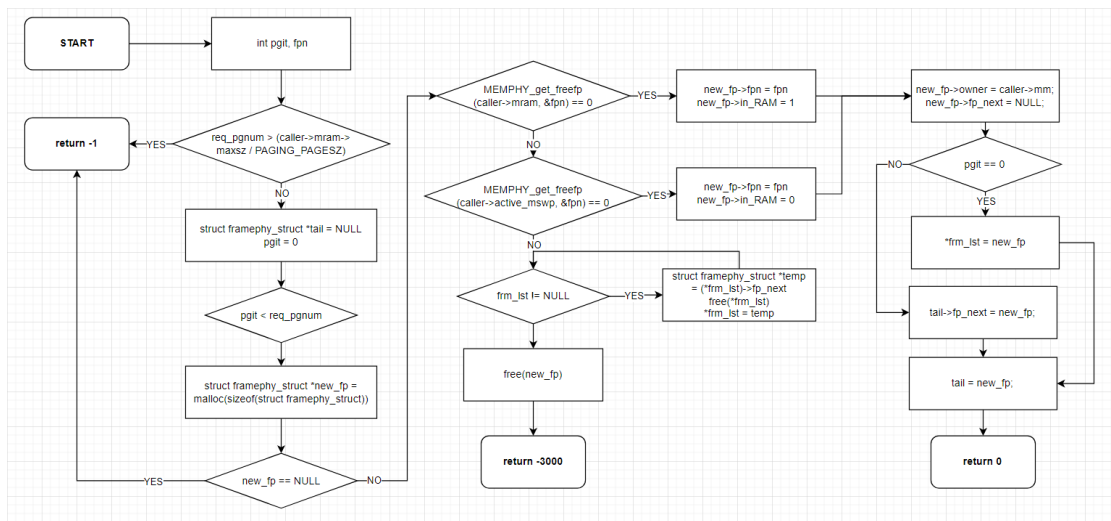 START
int pgit, fpn
req_pgnum > (caller->mram->
maxsz / PAGING_PAGESZ)
YES
return -1
NO
struct framephy_struct *tail = NULL
pgit = 0
pgit < req_pgnum
struct framephy_struct *new_fp =
malloc(sizeof(struct framephy_struct))
new_fp == NULL
YES
NO
MEMPHY_get_freefp
(caller->mram, &fpn) == 0
YES
new_fp->fpn = fpn
new_fp->in_RAM = 1
NO
MEMPHY_get_freefp
(caller->active_mswp, &fpn) == 0
YES
new_fp->fpn = fpn
new_fp->in_RAM = 0
NO
frm_lst != NULL
YES
struct framephy_struct *temp
= (*frm_lst)->fp_next
free(*frm_lst)
*frm_lst = temp
free(new_fp)
return -3000
new_fp->owner = caller->mm;
new_fp->fp_next = NULL;
pgit == 0
NO
YES
*frm_lst = new_fp
tail->fp_next = new_fp;
tail = new_fp;
return 0